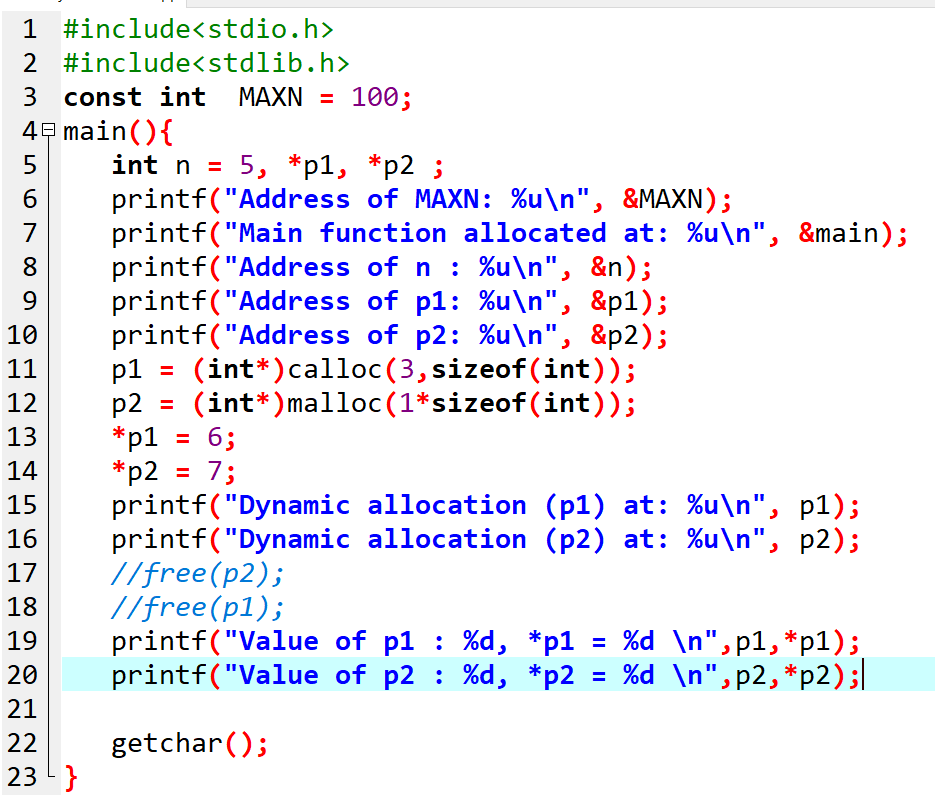 1 #include<stdio.h>
2 #include<stdlib.h>
3 const int  MAXN = 100;
4 main(){
5    int n = 5, *p1, *p2 ;
6    printf("Address of MAXN: %u\n", &MAXN);
7    printf("Main function allocated at: %u\n", &main);
8    printf("Address of n : %u\n", &n);
9    printf("Address of p1: %u\n", &p1);
10    printf("Address of p2: %u\n", &p2);
11    p1 = (int*)calloc(3,sizeof(int));
12    p2 = (int*)malloc(1*sizeof(int));
13    *p1 = 6;
14    *p2 = 7;
15    printf("Dynamic allocation (p1) at: %u\n", p1);
16    printf("Dynamic allocation (p2) at: %u\n", p2);
17    //free(p2);
18    //free(p1);
19    printf("Value of p1 : %d, *p1 = %d \n",p1,*p1);
20    printf("Value of p2 : %d, *p2 = %d \n",p2,*p2);
21
22    getchar();
23 }